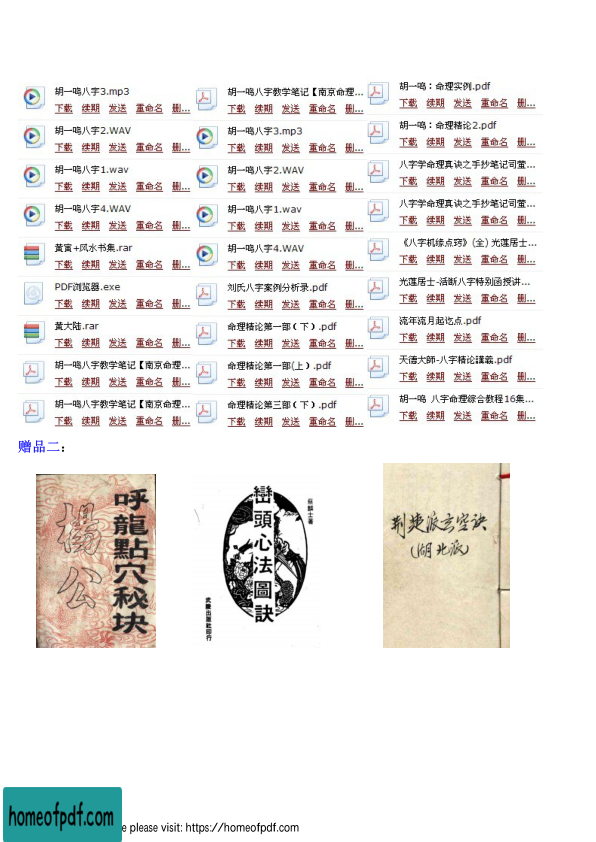 胡一鸣八字3.mp3
下载 续期 发送 重命名 删...
胡一鸣八字2.WAV
下载 续期 发送 重命名 删...
胡一鸣八字1.wav
下载 续期 发送 重命名 删...
胡一鸣八字4.WAV
下载 续期 发送 重命名 删...
黄寅+风水书集.rar
下载 续期 发送 重命名 删...
PDF浏览器.exe
下载 续期 发送 重命名 删...
黄大陆.rar
下载 续期 发送 重命名 删...
胡一鸣八字教学笔记【南京命理...
下载 续期 发送 重命名 删...
胡一鸣八字教学笔记【南京命理...
下载 续期 发送 重命名 删...
胡一鸣八字教学笔记【南京命理...
下载 续期 发送 重命名 删...
胡一鸣八字3.mp3
下载 续期 发送 重命名 删...
胡一鸣八字2.WAV
下载 续期 发送 重命名 删...
胡一鸣八字1.wav
下载 续期 发送 重命名 删...
胡一鸣八字4.WAV
下载 续期 发送 重命名 删...
刘氏八字案例分析录.pdf
下载 续期 发送 重命名 删...
命理精论第一部（下）.pdf
下载 续期 发送 重命名 删...
命理精论第一部(上）.pdf
下载 续期 发送 重命名 删...
命理精论第三部（下）.pdf
下载 续期 发送 重命名 删...
胡一鸣：命理实例.pdf
下载 续期 发送 重命名 删...
胡一鸣：命理精论2.pdf
下载 续期 发送 重命名 删...
八字学命理真诀之手抄笔记司萤...
下载 续期 发送 重命名 删...
八字学命理真诀之手抄笔记司萤...
下载 续期 发送 重命名 删...
《八字机缘点窍》(全) 光莲居士...
下载 续期 发送 重命名 删...
光莲居士-活断八字特别函授讲...
下载 续期 发送 重命名 删...
流年流月起讫点.pdf
下载 续期 发送 重命名 删...
天德大師-八字精论講義.pdf
下载 续期 发送 重命名 删...
胡一鸣 八字命理综合教程16集...
下载 续期 发送 重命名 删...
赠品二：
楊公
呼龍點穴秘块
巒頭心法圖訣
巫麟士著
武陵出版社印行
荆楚派玄空诀
(湖北派)
homeofpdf.com
e please visit: https://homeofpdf.com